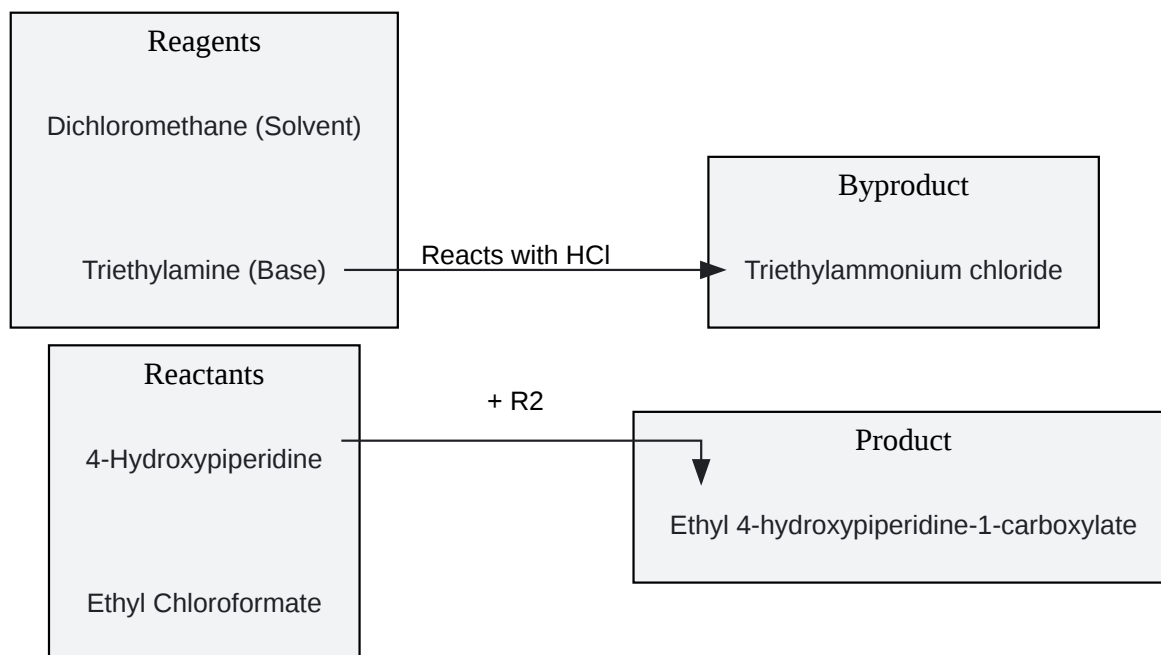 Reagents
Dichloromethane (Solvent)
Triethylamine (Base)
Reacts with HCl
Byproduct
Triethylammonium chloride
Reactants
4-Hydroxypiperidine
Ethyl Chloroformate
+ R2
Product
Ethyl 4-hydroxypiperidine-1-carboxylate